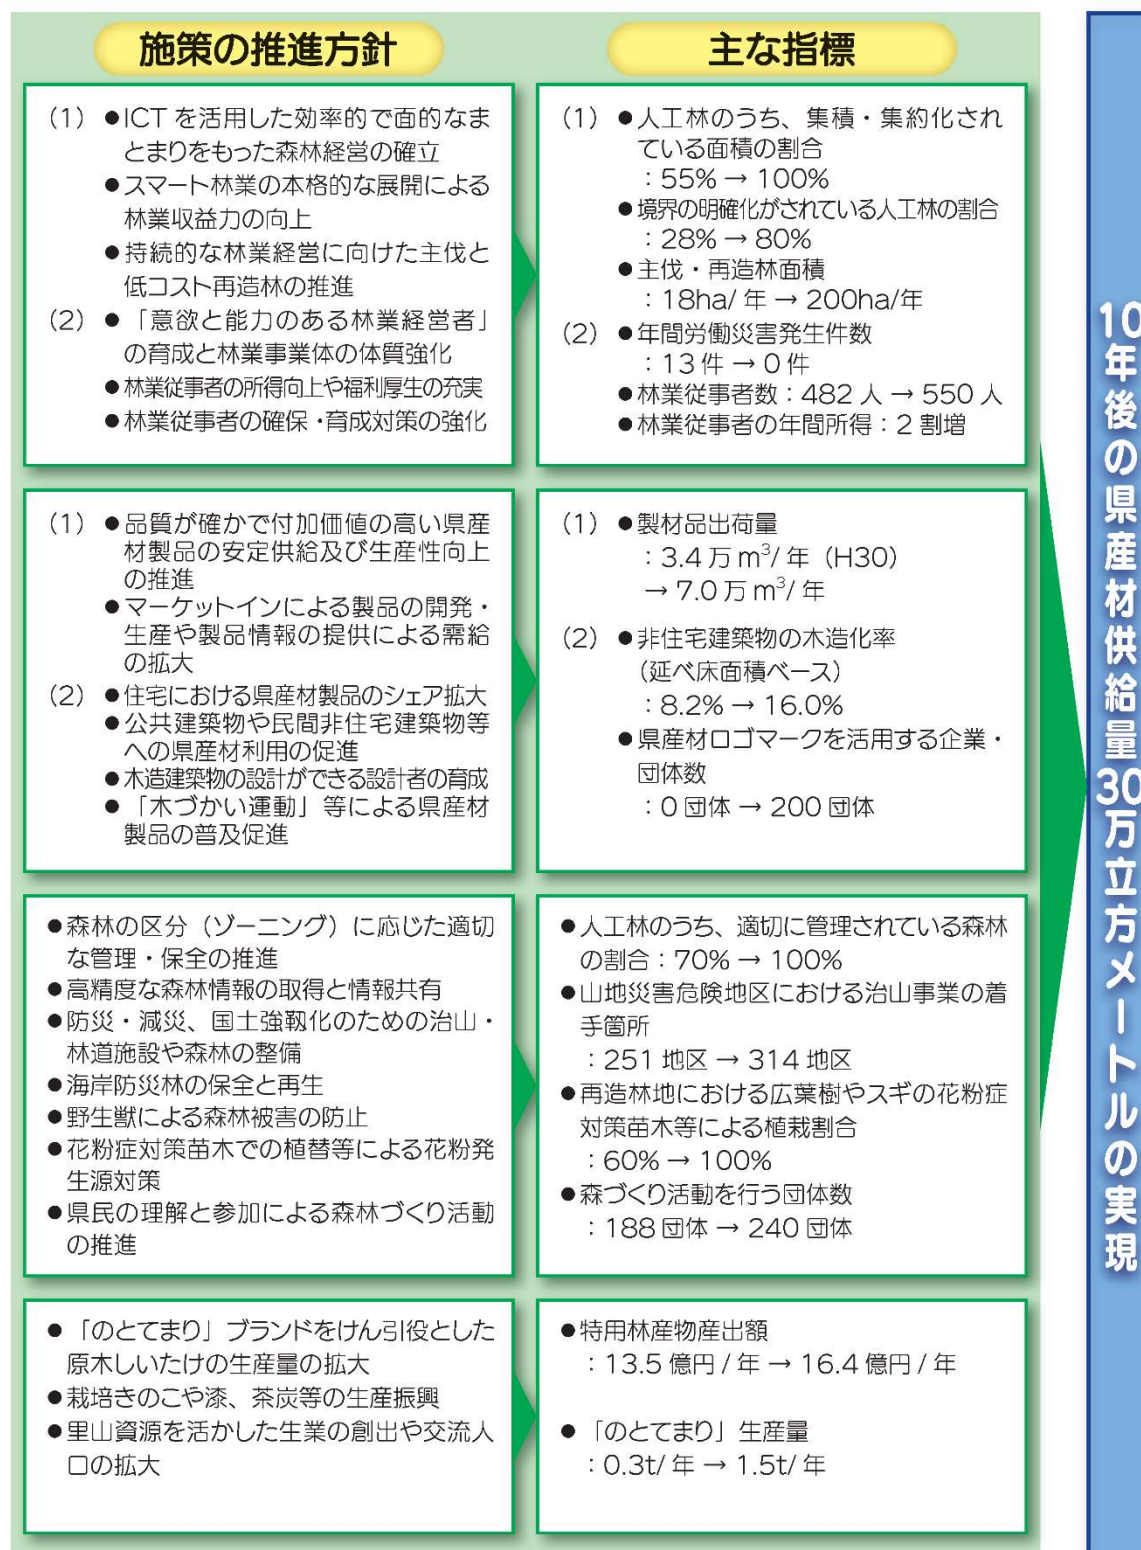 施策の推進方針
(1) ●ICT を活用した効率的で面的なま
とまりをもった森林経営の確立
●スマート林業の本格的な展開による
林業収益力の向上
●持続的な林業経営に向けた主伐と
低コスト再造林の推進
(2) ●「意欲と能力のある林業経営者」
の育成と林業事業体の体質強化
●林業従事者の所得向上や福利厚生の充実
●林業従事者の確保・育成対策の強化
(1) ●品質が確かで付加価値の高い県産
材製品の安定供給及び生産性向上
の推進
●マーケットインによる製品の開発・
生産や製品情報の提供による需給
の拡大
(2) ●住宅における県産材製品のシェア拡大
●公共建築物や民間非住宅建築物等
への県産材利用の促進
●木造建築物の設計ができる設計者の育成
●「木づかい運動」等による県産材
製品の普及促進
●森林の区分（ゾーニング）に応じた適切
な管理・保全の推進
●高精度な森林情報の取得と情報共有
●防災・減災、国土強靱化のための治山・
林道施設や森林の整備
●海岸防災林の保全と再生
●野生獣による森林被害の防止
●花粉症対策苗木での植替等による花粉発
生源対策
●県民の理解と参加による森林づくり活動
の推進
●「のとてまり」ブランドをけん引役とした
原木しいたけの生産量の拡大
●栽培きのこや漆、茶炭等の生産振興
●里山資源を活かした生業の創出や交流人
口の拡大
主な指標
(1) ●人工林のうち、集積・集約化され
ている面積の割合
：55% → 100%
●境界の明確化がされている人工林の割合
：28% → 80%
●主伐・再造林面積
：18ha/ 年 → 200ha/年
(2) ●年間労働災害発生件数
：13 件 → 0 件
●林業従事者数：482 人 → 550 人
●林業従事者の年間所得：2 割増
(1) ●製材品出荷量
：3.4 万 m³/ 年（H30）
→ 7.0 万 m³/ 年
(2) ●非住宅建築物の木造化率
（延べ床面積ベース）
：8.2% → 16.0%
●県産材ロゴマークを活用する企業・
団体数
：0 団体 → 200 団体
●人工林のうち、適切に管理されている森林
の割合：70% → 100%
●山地災害危険地区における治山事業の着
手箇所
：251 地区 → 314 地区
●再造林地における広葉樹やスギの花粉症
対策苗木等による植栽割合
：60% → 100%
●森づくり活動を行う団体数
：188 団体 → 240 団体
●特用林産物産出額
：13.5 億円 / 年 → 16.4 億円 / 年
●「のとてまり」生産量
：0.3t/ 年 → 1.5t/ 年
10年後の県産材供給量30万立方メートルの実現